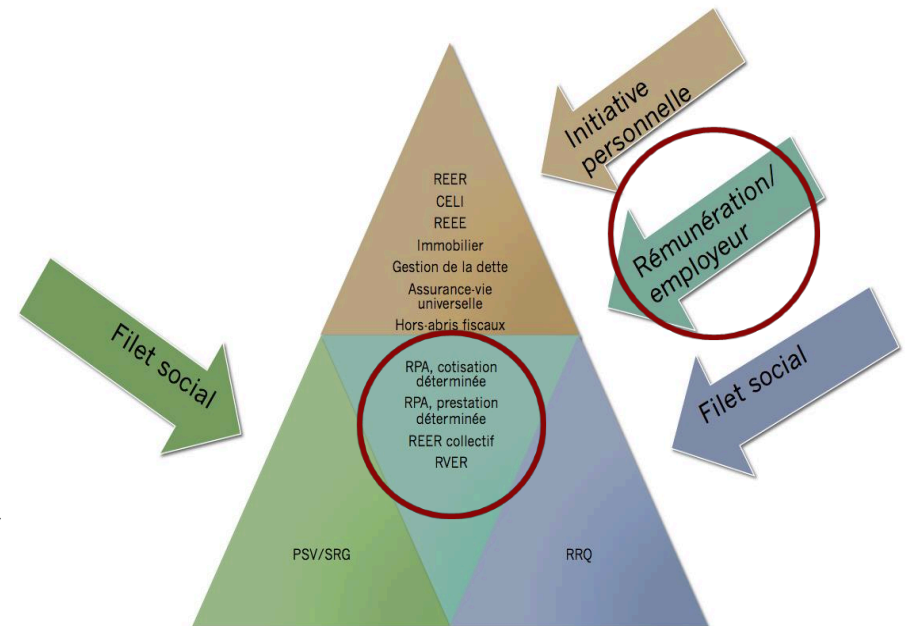 Initiative
personnelle
Rémunération/
employeur
Filet social
Filet social
REER
CELI
REEE
Immobilier
Gestion de la dette
Assurance-vie
universelle
Hors-abris fiscaux
RPA, cotisation
déterminée
RPA, prestation
déterminée
REER collectif
RVER
PSV/SRG
RRQ